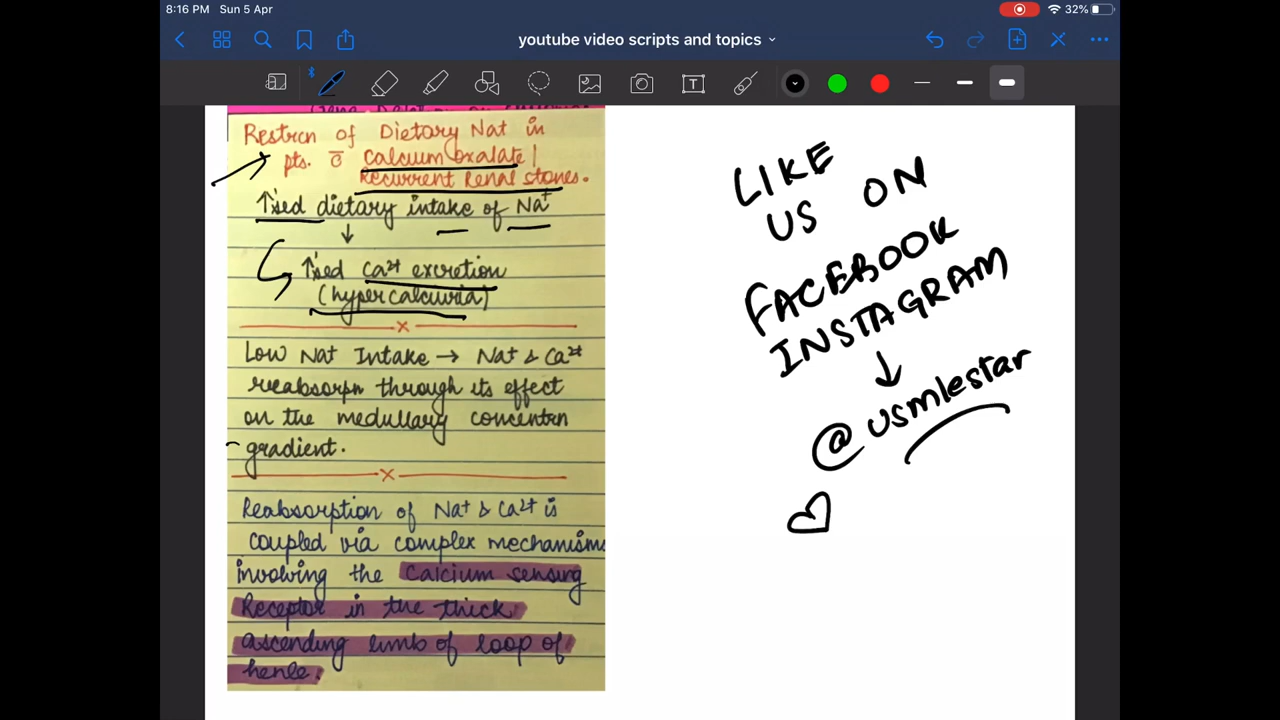 8:16 PM Sun 5 Apr
32%
youtube video scripts and topics
Restrcn of Dietary Na+ in
pts. c̄ Calcium oxalate |
Recurrent Renal stones.
↑'sed dietary intake of Na+
↓
↑'sed Ca2+ excretion
(hypercalcuria)
x
Low Na+ Intake → Na+ & Ca2+
reabsorpn through its effect
on the medullary concentrn
gradient.
x
Reabsorption of Na+ & Ca2+ is
coupled via complex mechanisms
involving the Calcium sensing
Receptor in the thick
ascending limb of loop of
henle.
LIKE
US ON
FACEBOOK
INSTAGRAM
↓
@usmlestar